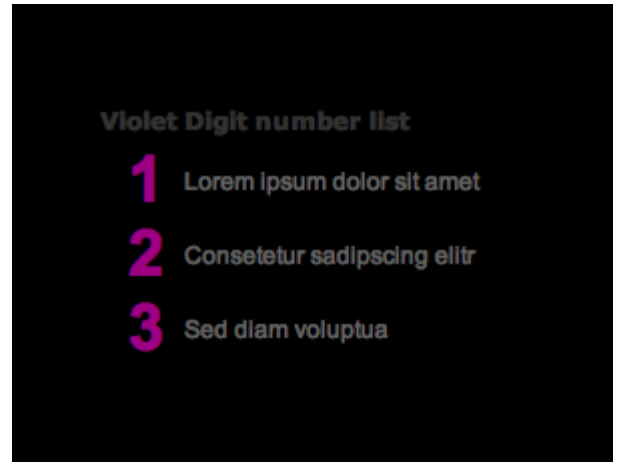 Violet Digit number list
1 Lorem ipsum dolor sit amet
2 Consetetur sadipscing elitr
3 Sed diam voluptua